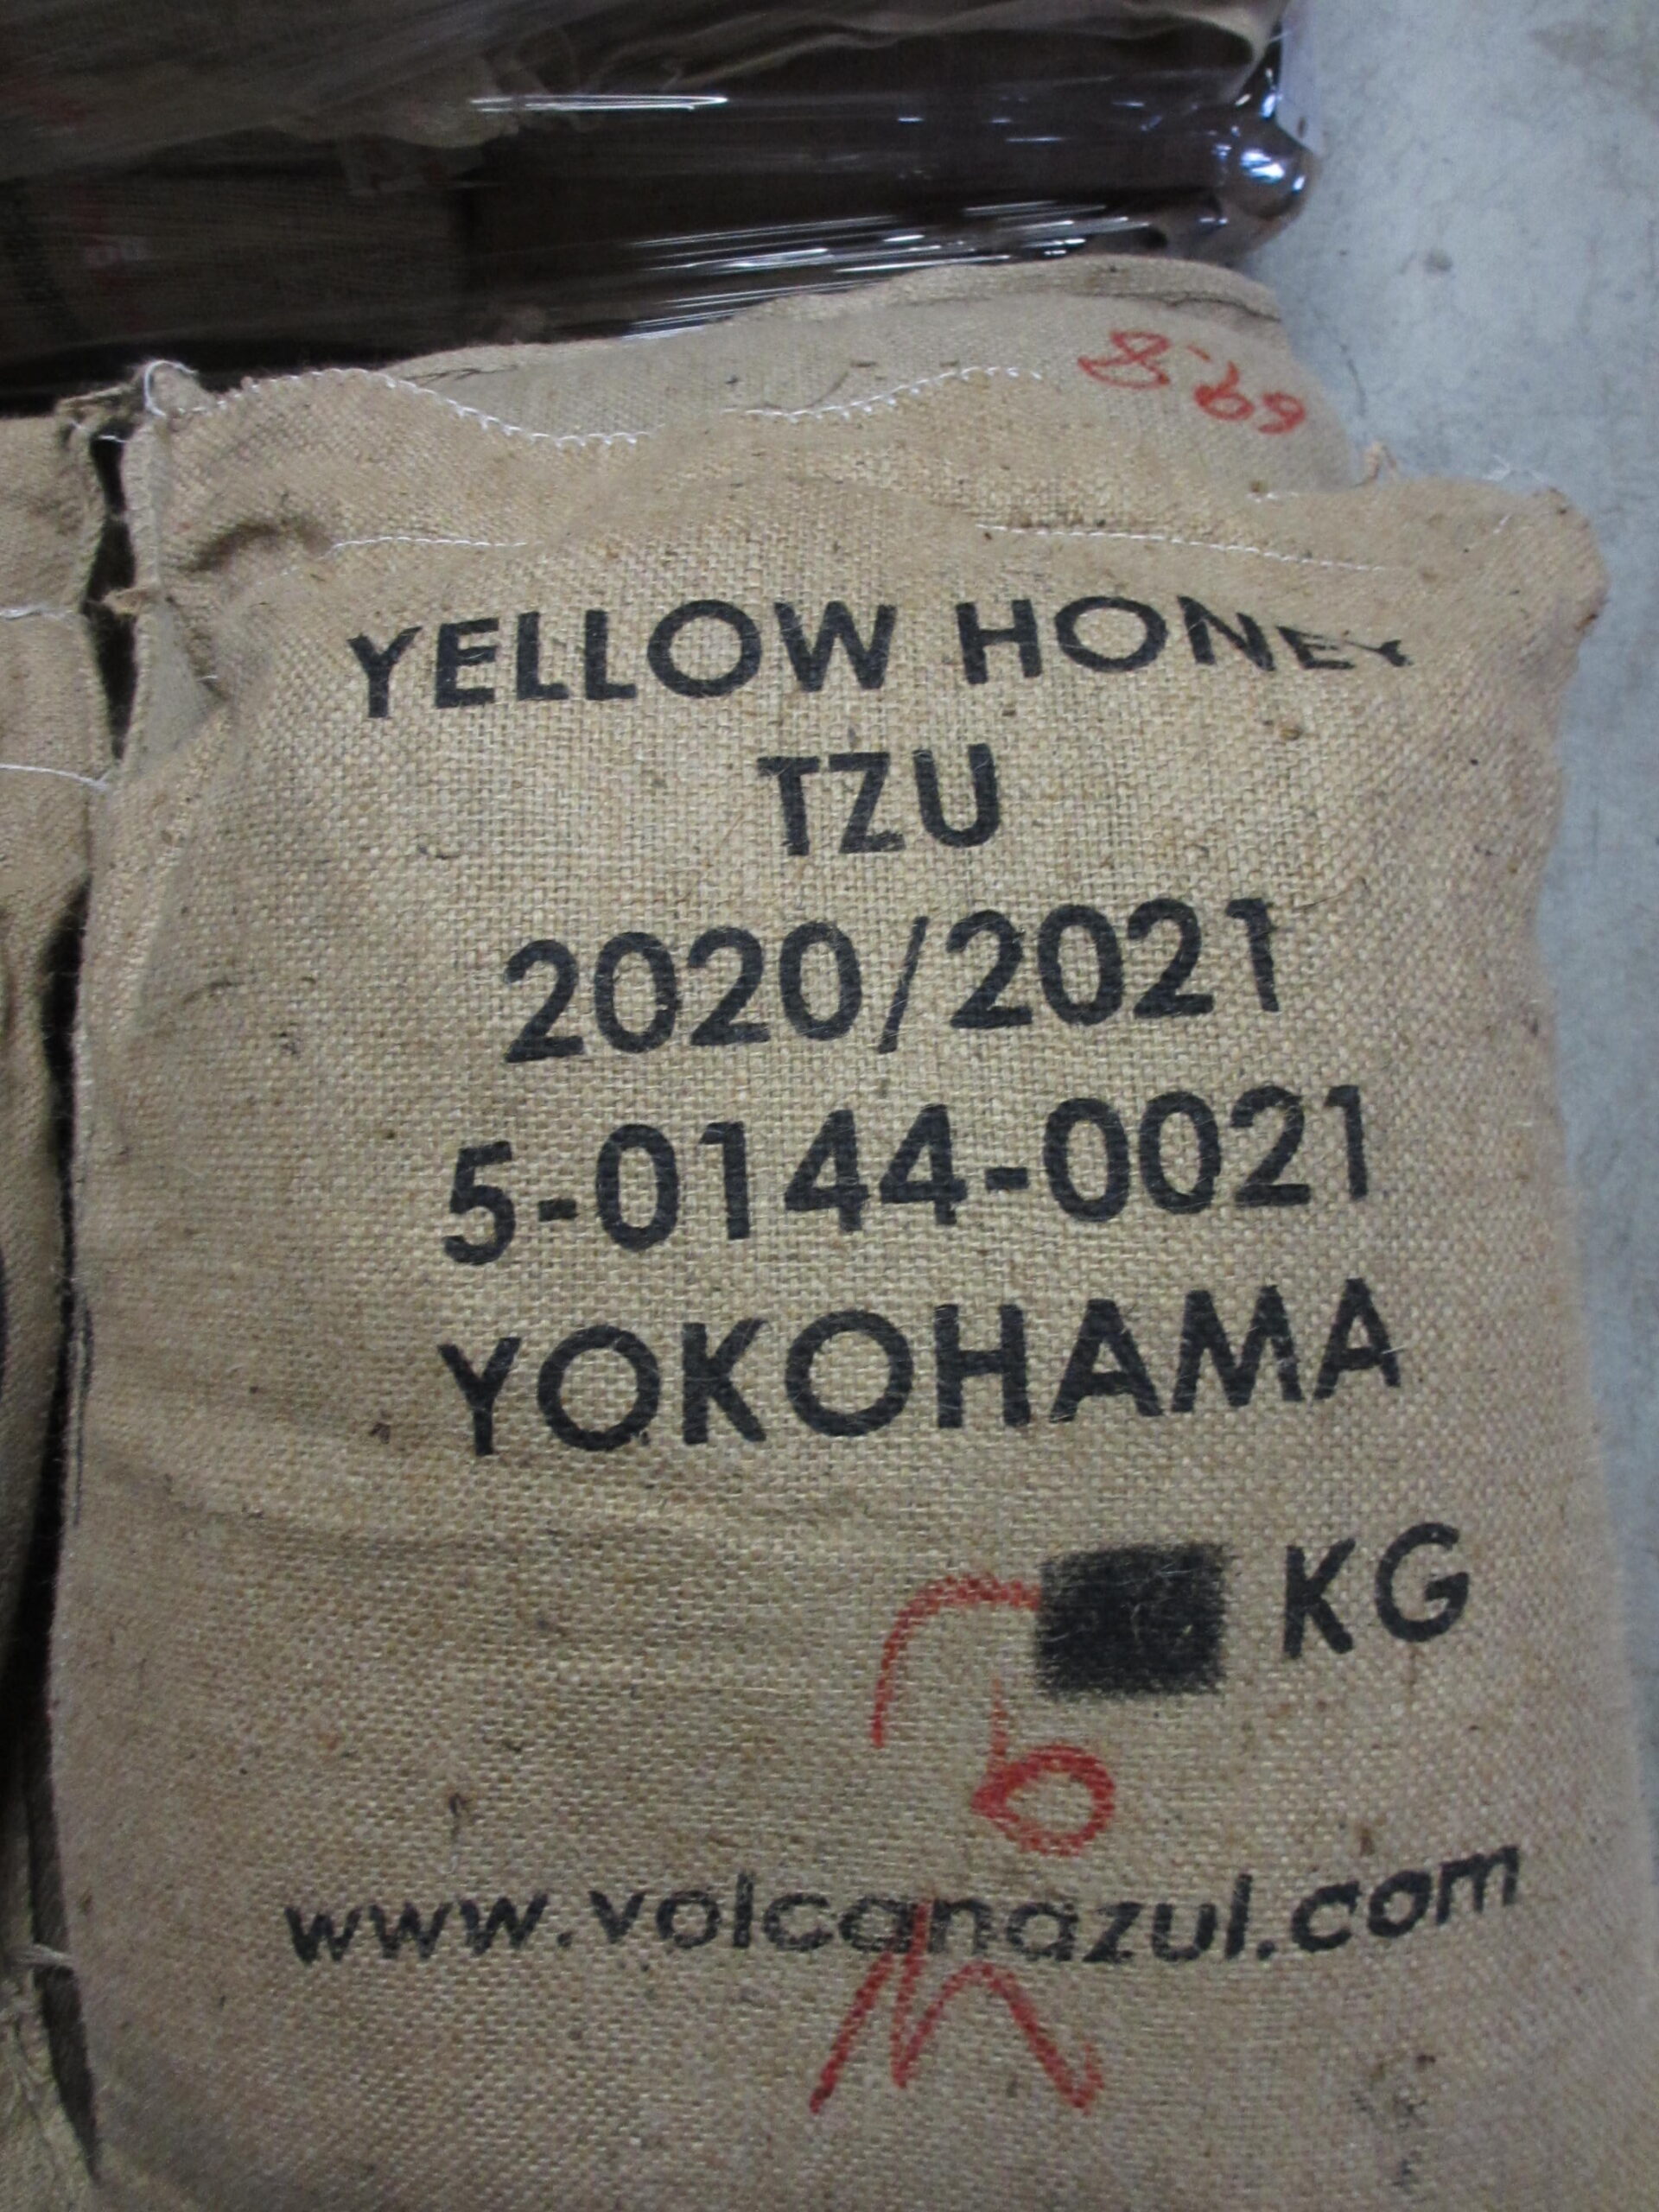 YELLOW HONEY
TZU
2020/2021
5-0144-0021
YOKOHAMA
KG
www.volcanazul.com